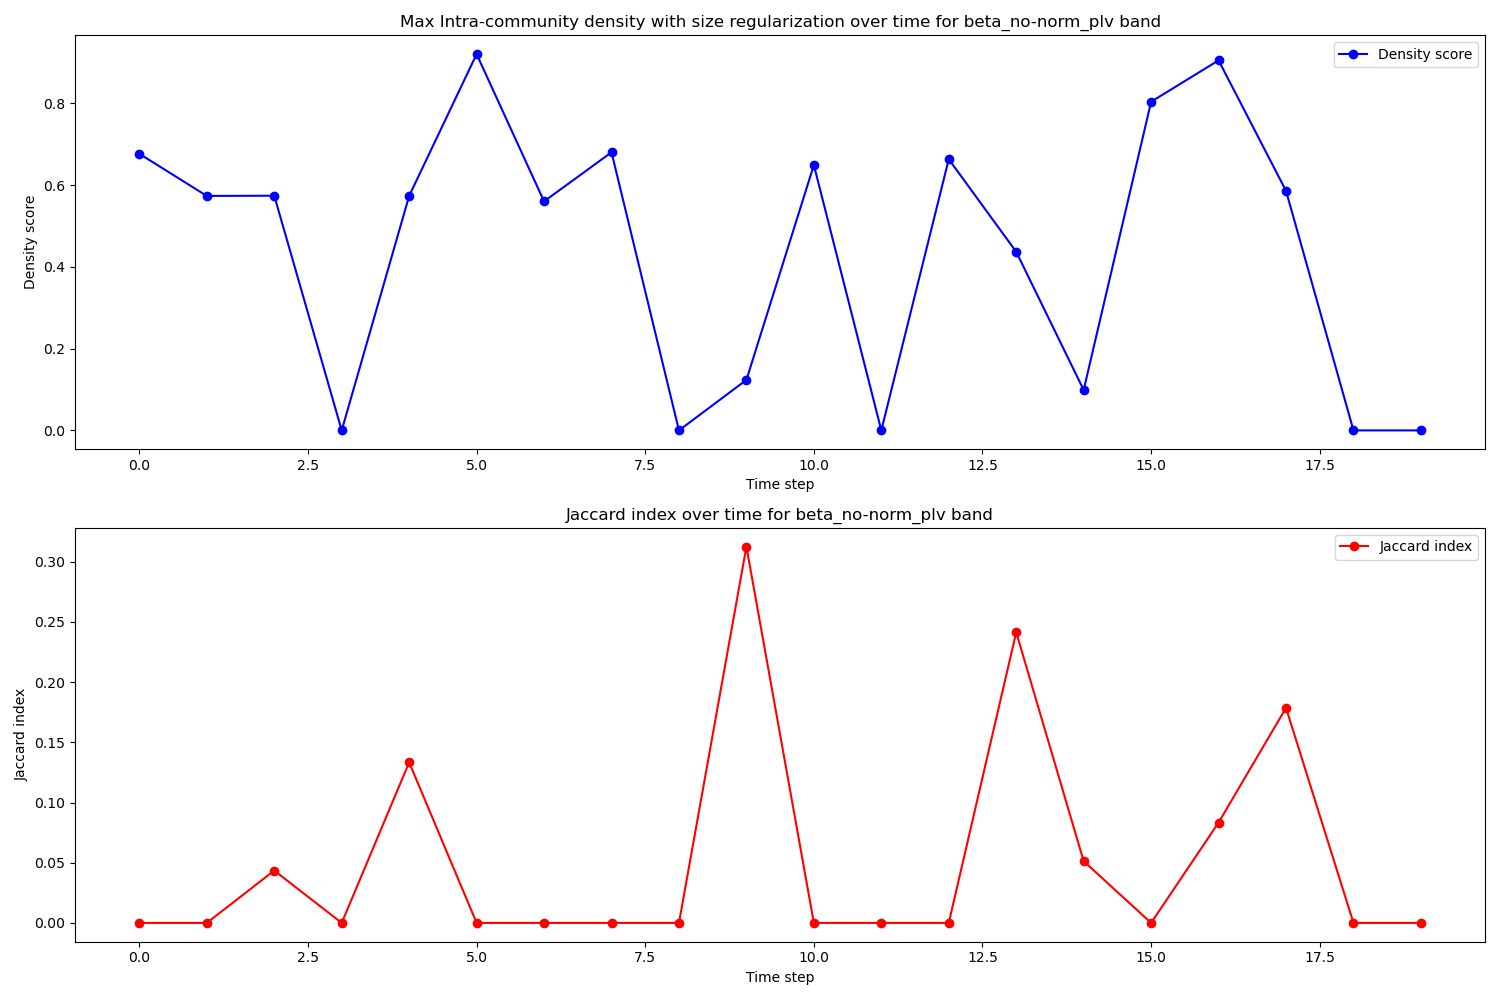 Max Intra-community density with size regularization over time for beta_no-norm_plv band
Density score
Density score
0.8
0.6
0.4
0.2
0.0
0.0 2.5 5.0 7.5 10.0 12.5 15.0 17.5
Time step
Jaccard index over time for beta_no-norm_plv band
Jaccard index
Jaccard index
0.30
0.25
0.20
0.15
0.10
0.05
0.00
0.0 2.5 5.0 7.5 10.0 12.5 15.0 17.5
Time step